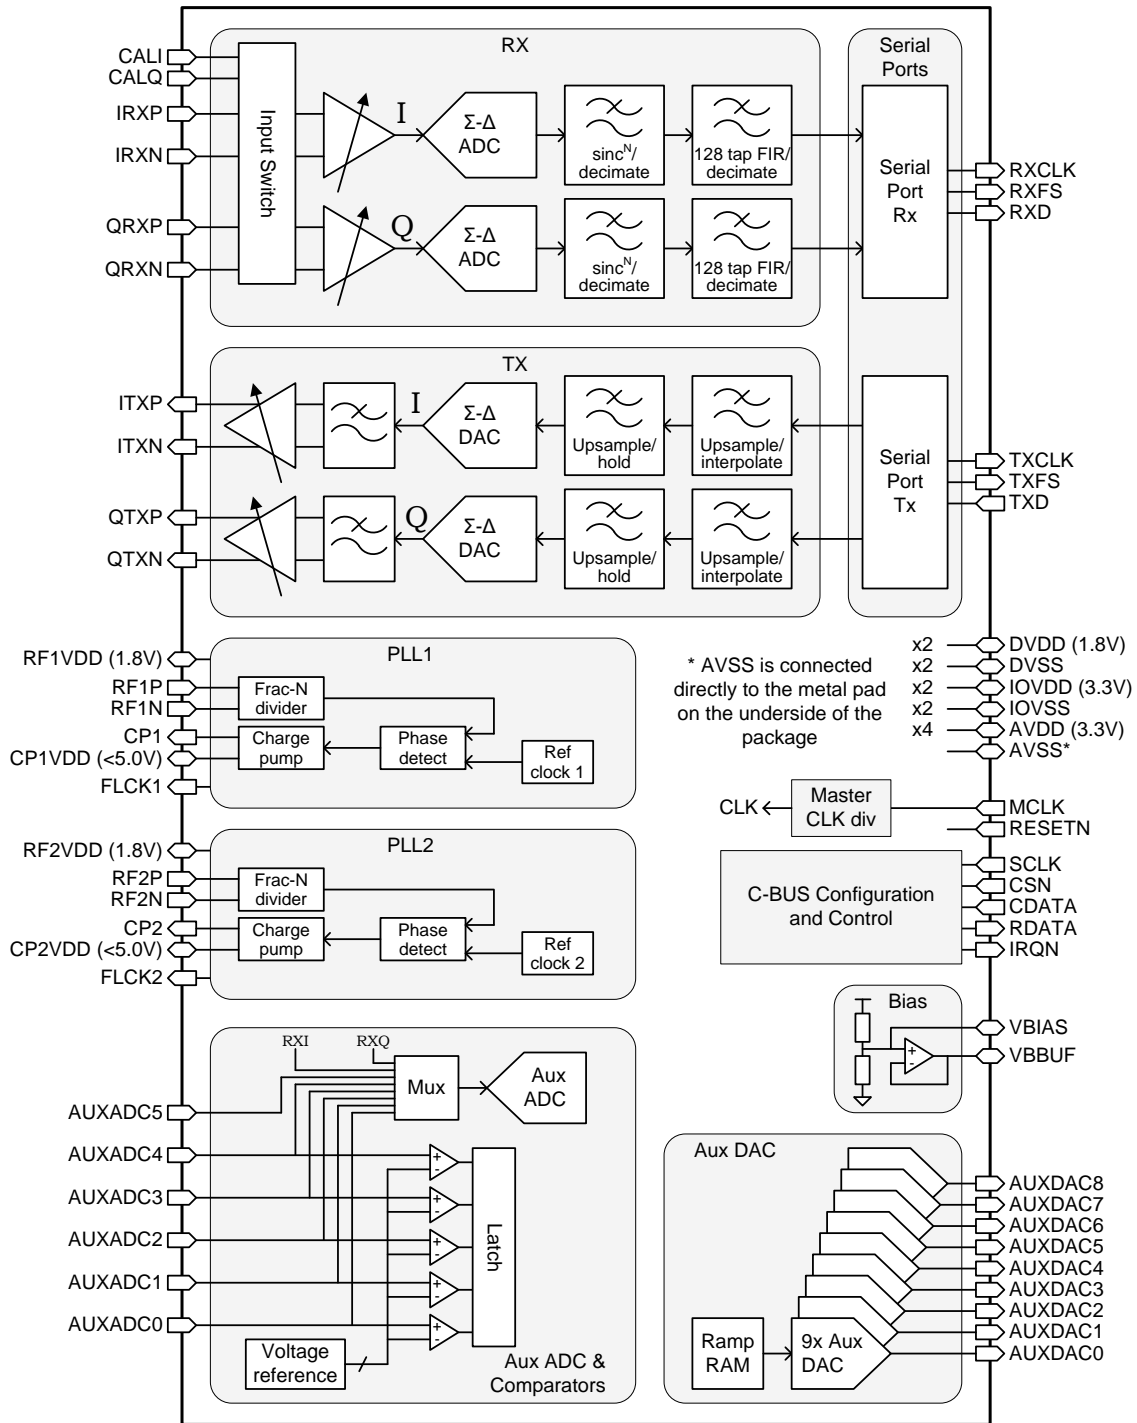 RX
Serial
Ports
CALI
CALQ
IRXP
IRXN
QRXP
QRXN
Input Switch
I
Σ-Δ
ADC
sincN/
decimate
128 tap FIR/
decimate
Q
Σ-Δ
ADC
sincN/
decimate
128 tap FIR/
decimate
Serial
Port
Rx
RXCLK
RXFS
RXD
TX
ITXP
ITXN
QTXP
QTXN
I
Σ-Δ
DAC
Upsample/
hold
Upsample/
interpolate
Q
Σ-Δ
DAC
Upsample/
hold
Upsample/
interpolate
Serial
Port
Tx
TXCLK
TXFS
TXD
PLL1
RF1VDD (1.8V)
RF1P
RF1N
CP1
CP1VDD (<5.0V)
FLCK1
Frac-N
divider
Charge
pump
Phase
detect
Ref
clock 1
* AVSS is connected
directly to the metal pad
on the underside of the
package
x2 DVDD (1.8V)
x2 DVSS
x2 IOVDD (3.3V)
x2 IOVSS
x4 AVDD (3.3V)
AVSS*
CLK
Master
CLK div
MCLK
RESETN
PLL2
RF2VDD (1.8V)
RF2P
RF2N
CP2
CP2VDD (<5.0V)
FLCK2
Frac-N
divider
Charge
pump
Phase
detect
Ref
clock 2
C-BUS Configuration
and Control
SCLK
CSN
CDATA
RDATA
IRQN
Bias
+
-
VBIAS
VBBUF
RXI
RXQ
Mux
Aux
ADC
AUXADC5
AUXADC4
AUXADC3
AUXADC2
AUXADC1
AUXADC0
+
-
+
-
+
-
+
-
+
-
Latch
Voltage
reference
Aux ADC &
Comparators
Aux DAC
Ramp
RAM
9x Aux
DAC
AUXDAC8
AUXDAC7
AUXDAC6
AUXDAC5
AUXDAC4
AUXDAC3
AUXDAC2
AUXDAC1
AUXDAC0